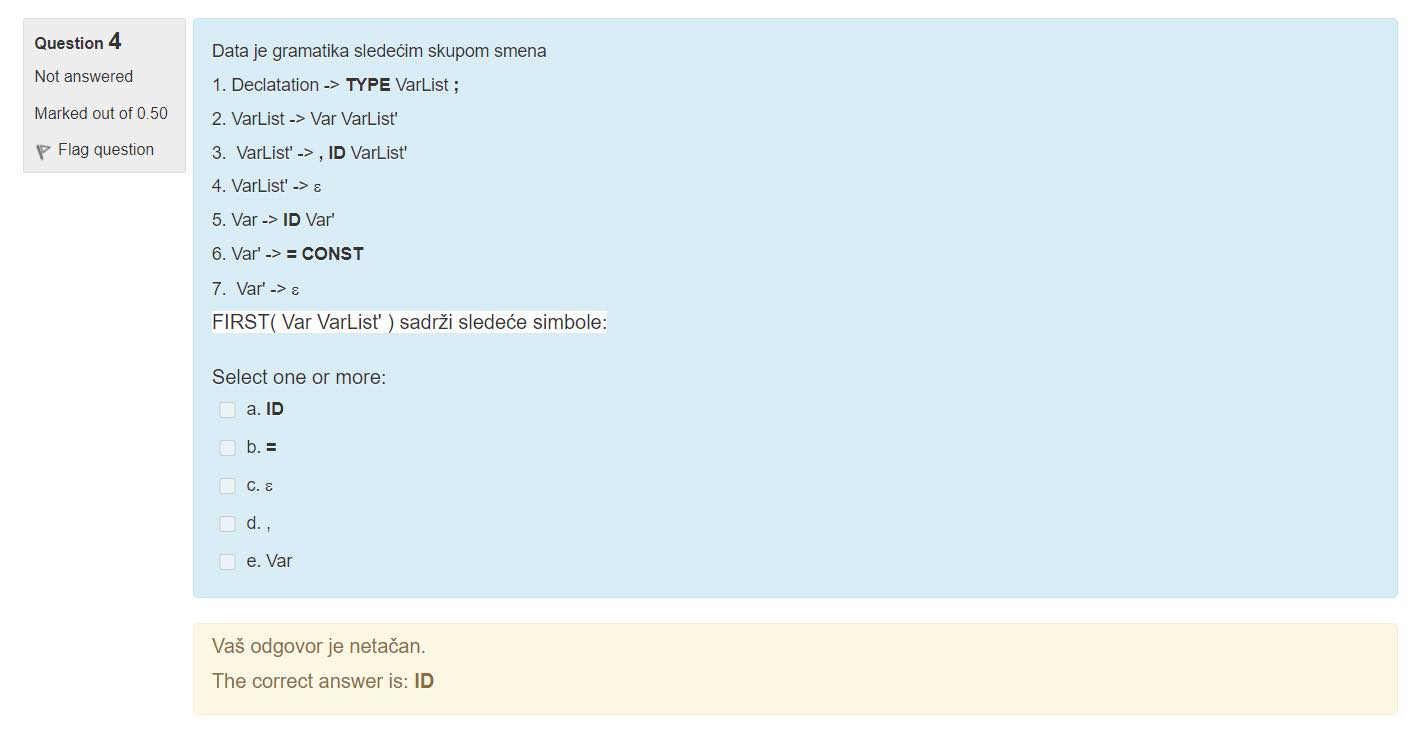 Question 4
Not answered
Marked out of 0.50
Flag question
Data je gramatika sledećim skupom smena
1. Declatation -> TYPE VarList ;
2. VarList -> Var VarList'
3. VarList' -> , ID VarList'
4. VarList' -> ε
5. Var -> ID Var'
6. Var' -> = CONST
7. Var' -> ε
FIRST( Var VarList' ) sadrži sledeće simbole:
Select one or more:
a. ID
b. =
c. ε
d. ,
e. Var
Vaš odgovor je netačan.
The correct answer is: ID